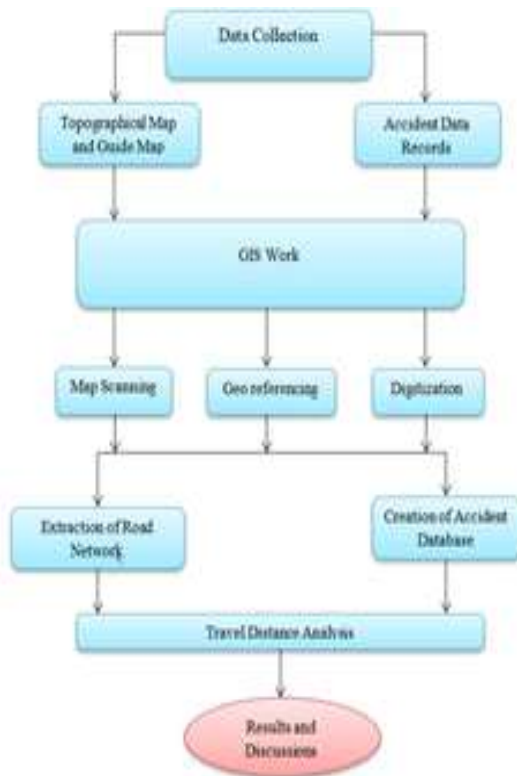 Data Collection
Topographical Map
and Guide Map
Accident Data
Records
GIS Work
Map Scanning
Geo referencing
Digitization
Extraction of Road
Network
Creation of Accident
Database
Travel Distance Analysis
Results and
Discussions